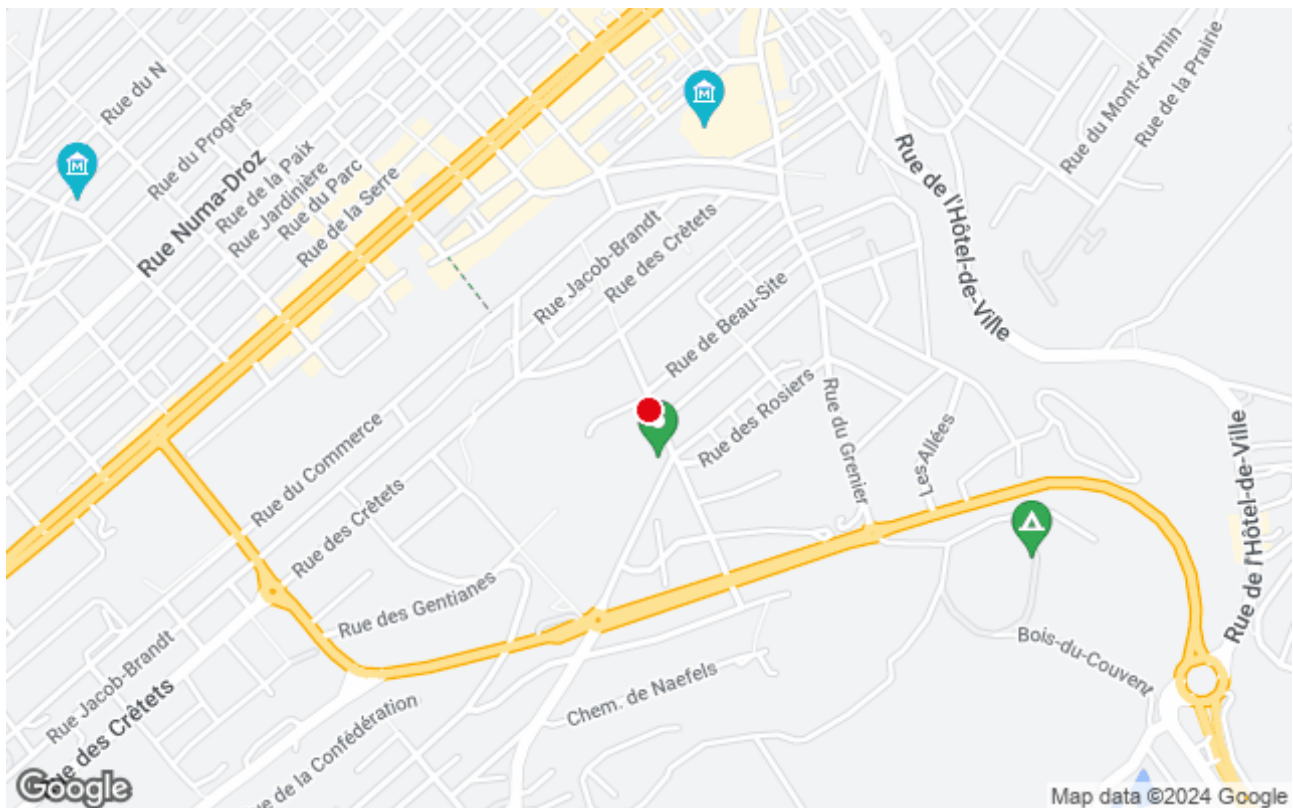 Rue du N
Rue du Progrès
Rue Numa-Droz
Rue de la Paix
Rue Jardinière
Rue du Parc
Rue de la Serre
M
M
Rue de l'Hôtel-de-Ville
Rue du Mont-d'Amin
Rue de la Prairie
Rue Jacob-Brandt
Rue des Crêtets
Rue de Beau-Site
Rue des Rosiers
Rue du Grenier
Les Allées
Rue du Commerce
Rue des Crêtets
Rue des Gentianes
Rue de l'Hôtel-de-Ville
Bois-du-Couvent
Chem. de Naefels
Rue Jacob-Brandt
Rue des Crêtets
Rue de la Confédération
Google
Map data ©2024 Google